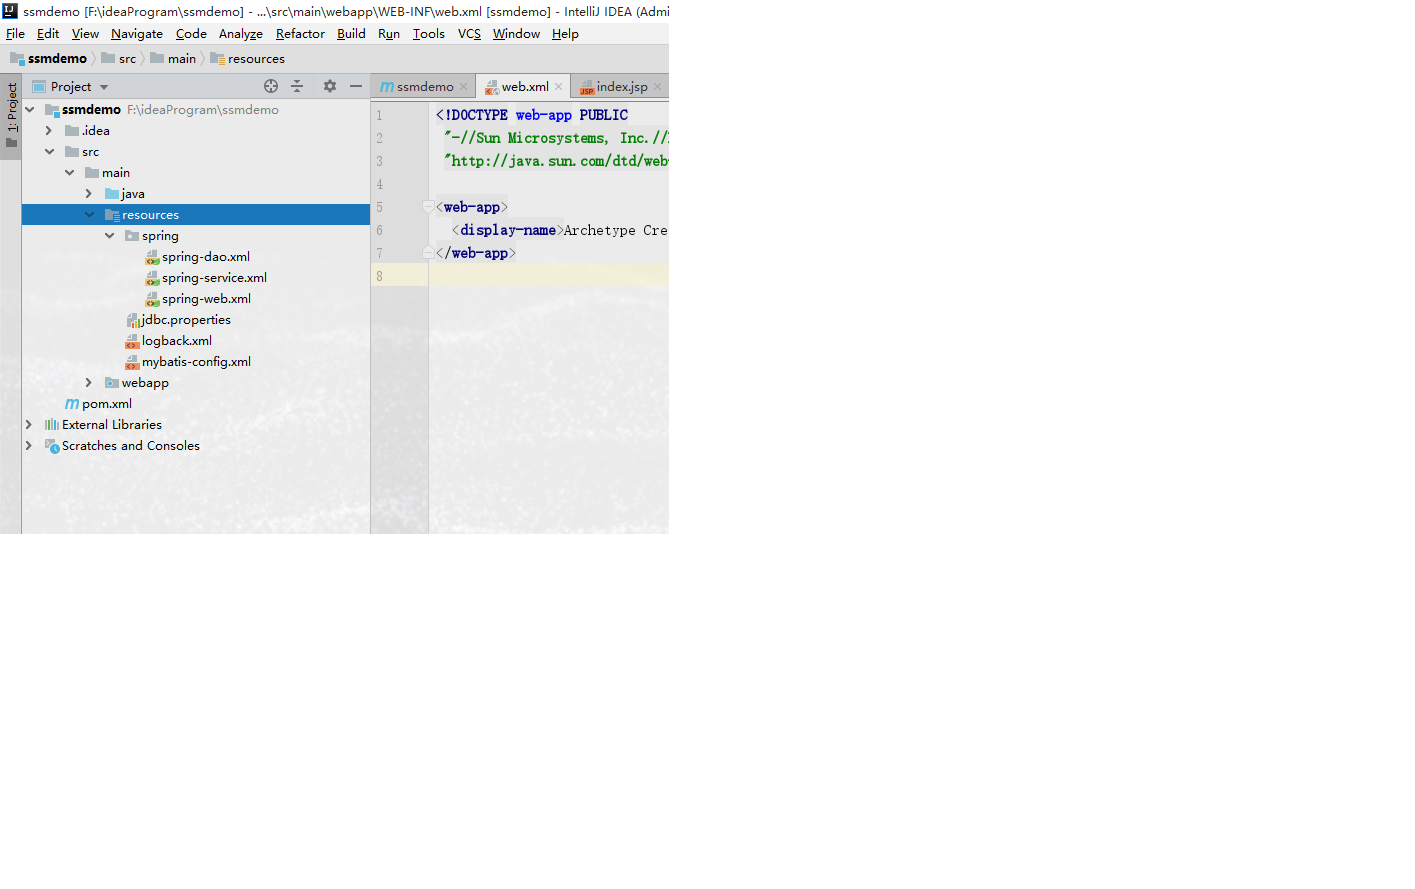 ssmdemo [F:\ideaProgram\ssmdemo] - ...\src\main\webapp\WEB-INF\web.xml [ssmdemo] - IntelliJ IDEA (Admi
File Edit View Navigate Code Analyze Refactor Build Run Tools VCS Window Help
ssmdemo src main resources
1: Project
Project
ssmdemo F:\ideaProgram\ssmdemo
.idea
src
main
java
resources
spring
spring-dao.xml
spring-service.xml
spring-web.xml
jdbc.properties
logback.xml
mybatis-config.xml
webapp
pom.xml
External Libraries
Scratches and Consoles
ssmdemo web.xml index.jsp
1 <!DOCTYPE web-app PUBLIC
2 "-//Sun Microsystems, Inc.//
3 "http://java.sun.com/dtd/web
4
5 <web-app>
6 <display-name>Archetype Cre
7 </web-app>
8